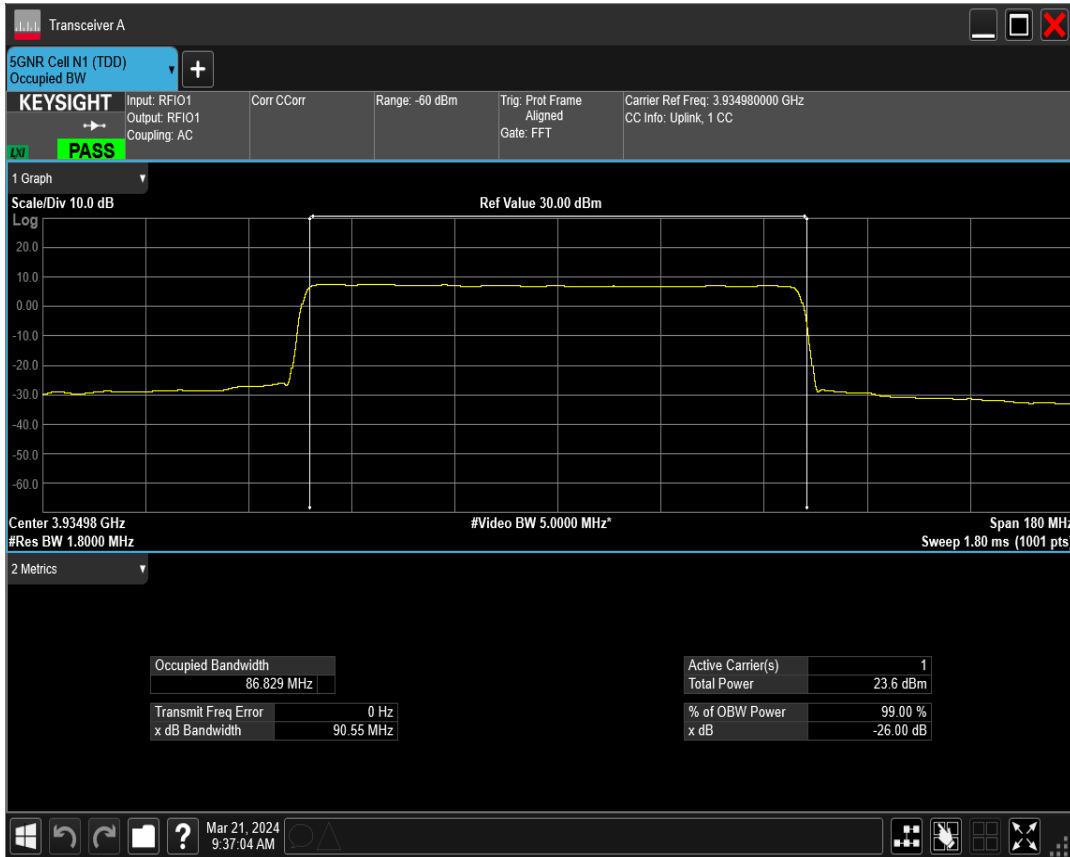 Transceiver A
5GNR Cell N1 (TDD)
Occupied BW
+
KEYSIGHT
LXI
PASS
Input: RFIO1
Output: RFIO1
Coupling: AC
Corr CCorr
Range: -60 dBm
Trig: Prot Frame
Aligned
Gate: FFT
Carrier Ref Freq: 3.934980000 GHz
CC Info: Uplink, 1 CC
1 Graph
Scale/Div 10.0 dB
Ref Value 30.00 dBm
Log
20.0
10.0
0.00
-10.0
-20.0
-30.0
-40.0
-50.0
-60.0
Center 3.93498 GHz
#Video BW 5.0000 MHz*
Span 180 MHz
#Res BW 1.8000 MHz
Sweep 1.80 ms (1001 pts)
2 Metrics
Occupied Bandwidth
86.829 MHz
Transmit Freq Error 0 Hz
x dB Bandwidth 90.55 MHz
Active Carrier(s) 1
Total Power 23.6 dBm
% of OBW Power 99.00 %
x dB -26.00 dB
?
Mar 21, 2024
9:37:04 AM